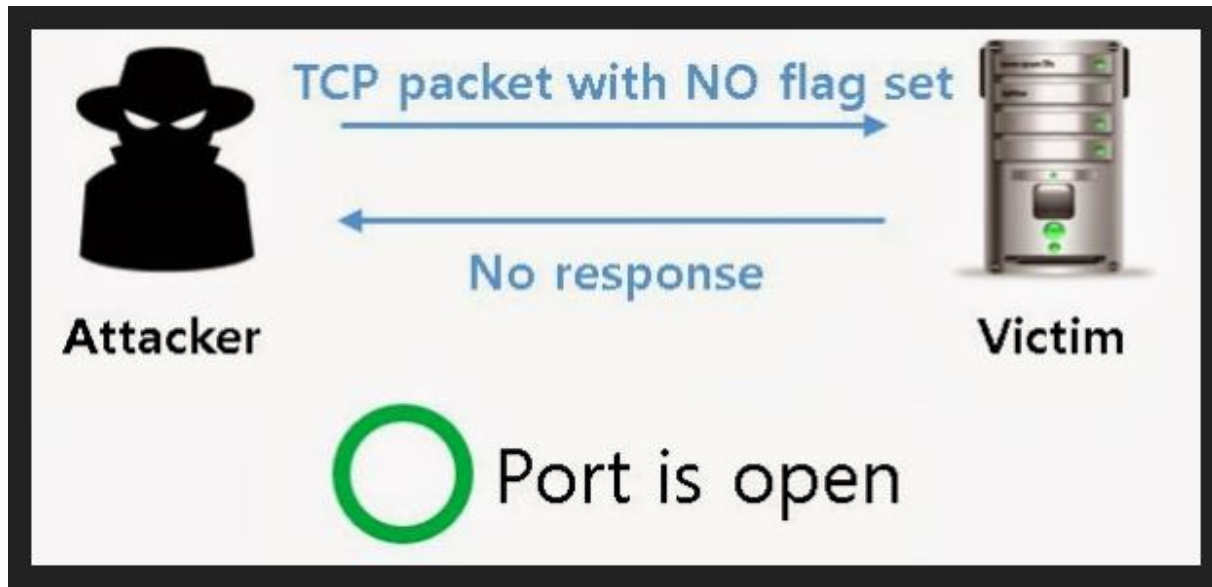 TCP packet with NO flag set
No response
Attacker
Victim
Port is open